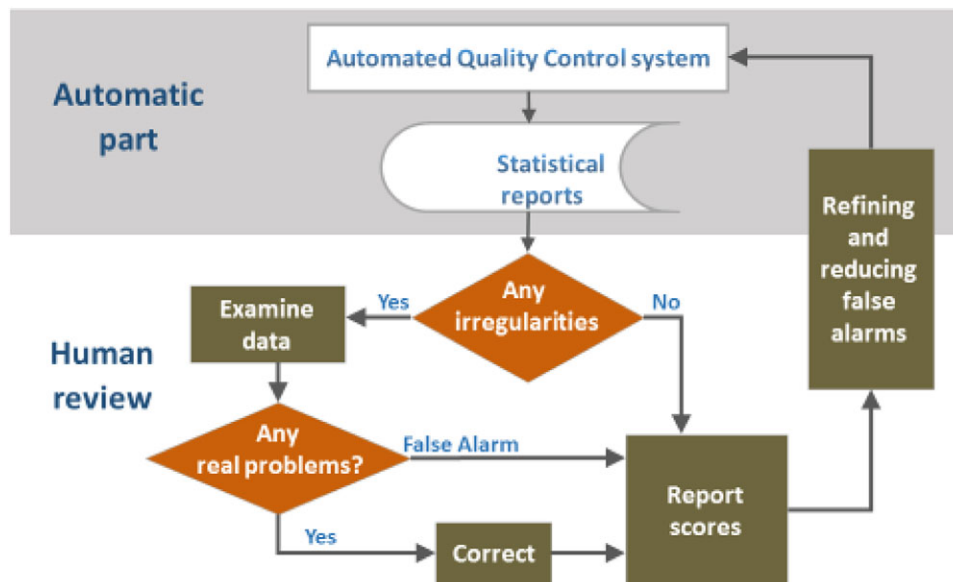 Automated Quality Control system
Automatic
part
Statistical
reports
Refining
and
reducing
false
alarms
Any
irregularities
Yes
No
Examine
data
Human
review
Any
real problems?
False Alarm
Report
scores
Yes
Correct